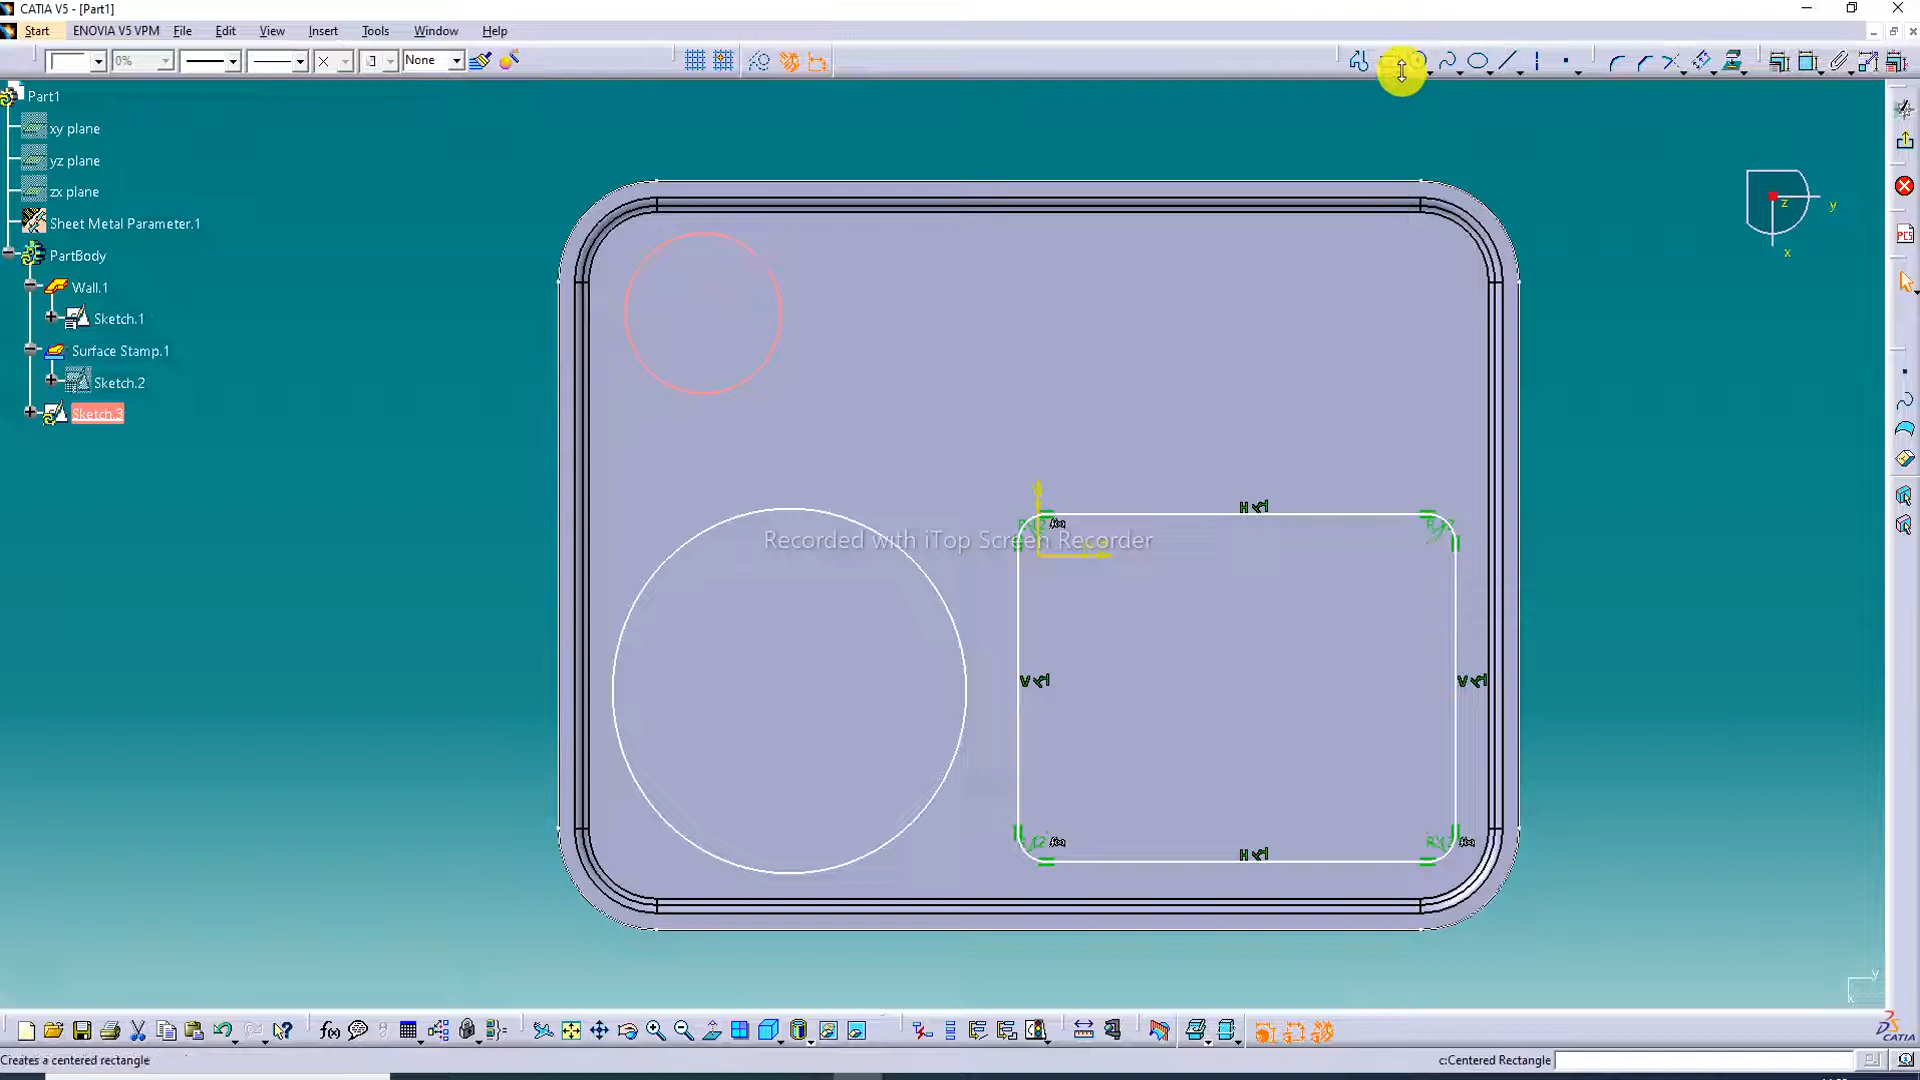 CATIA V5 - [Part1]
Start ENOVIA V5 VPM File Edit View Insert Tools Window Help
0% None
Part1
xy plane
yz plane
zx plane
Sheet Metal Parameter.1
PartBody
Wall.1
Sketch.1
Surface Stamp.1
Sketch.2
Sketch.3
z
y
x
H
V
V
H
Recorded with iTop Screen Recorder
y
x
PCS
f(x)
CATIA
Creates a centered rectangle
c:Centered Rectangle